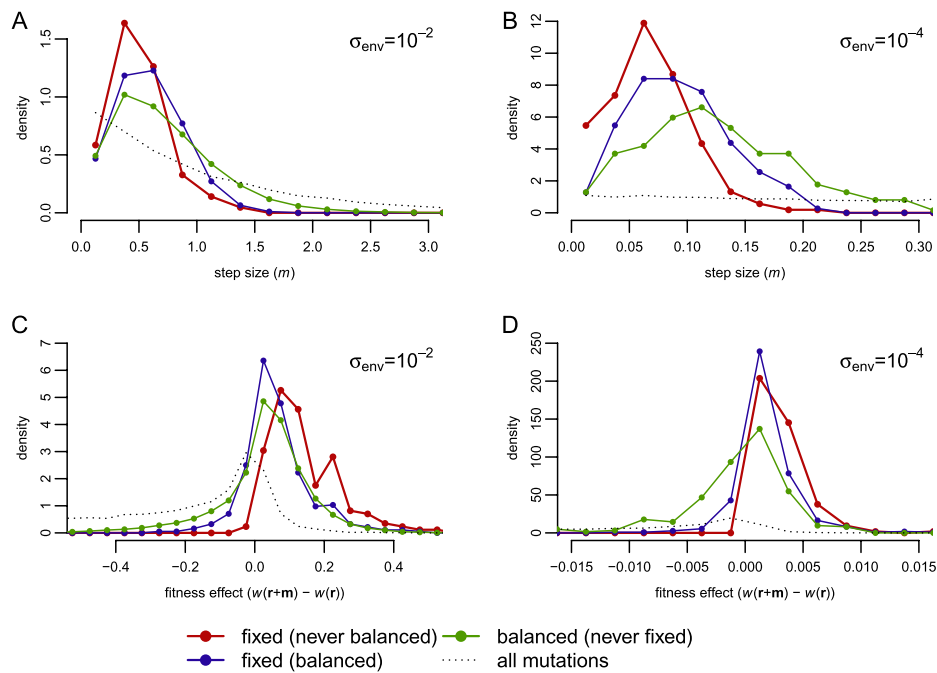 A
σenv=10−2
density
0.0 0.5 1.0 1.5
0.0 0.5 1.0 1.5 2.0 2.5 3.0
step size (m)
B
σenv=10−4
density
0 2 4 6 8 10 12
0.00 0.05 0.10 0.15 0.20 0.25 0.30
step size (m)
C
σenv=10−2
density
0 1 2 3 4 5 6 7
−0.4 −0.2 0.0 0.2 0.4
fitness effect (w(r+m) − w(r))
D
σenv=10−4
density
0 50 100 150 200 250
−0.015 −0.010 −0.005 0.000 0.005 0.010 0.015
fitness effect (w(r+m) − w(r))
fixed (never balanced)
balanced (never fixed)
fixed (balanced)
all mutations